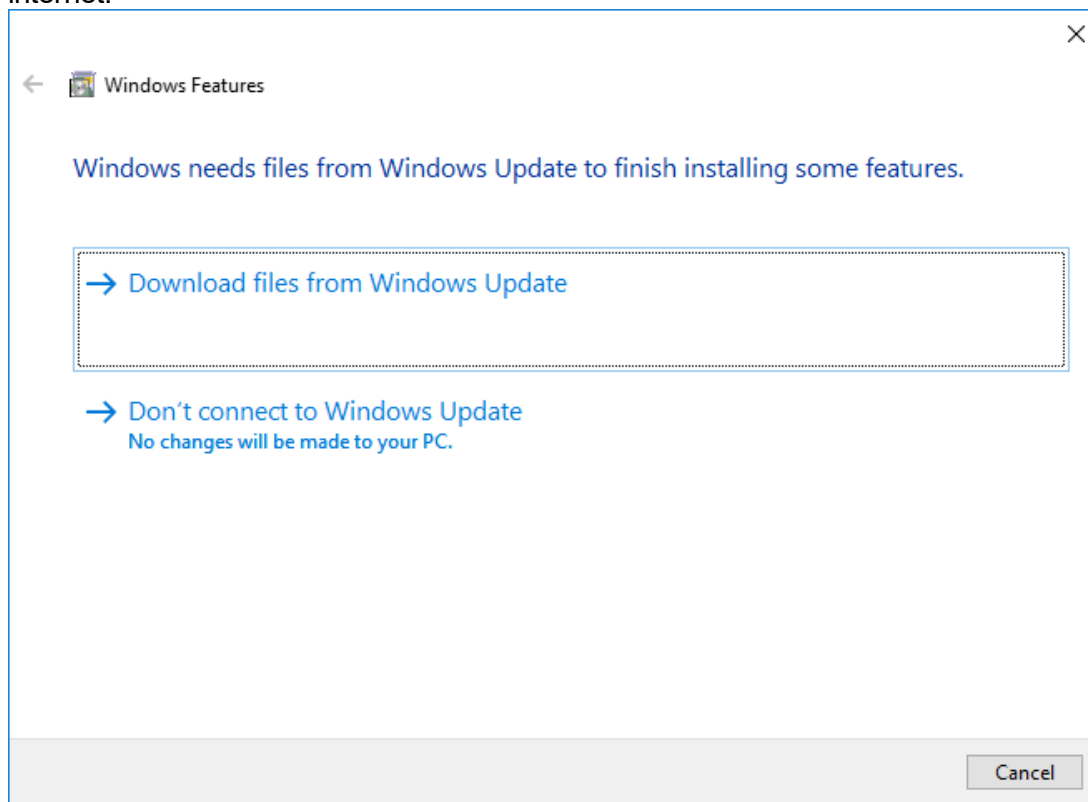 internet.
Windows Features
Windows needs files from Windows Update to finish installing some features.
Download files from Windows Update
Don't connect to Windows Update
No changes will be made to your PC.
Cancel